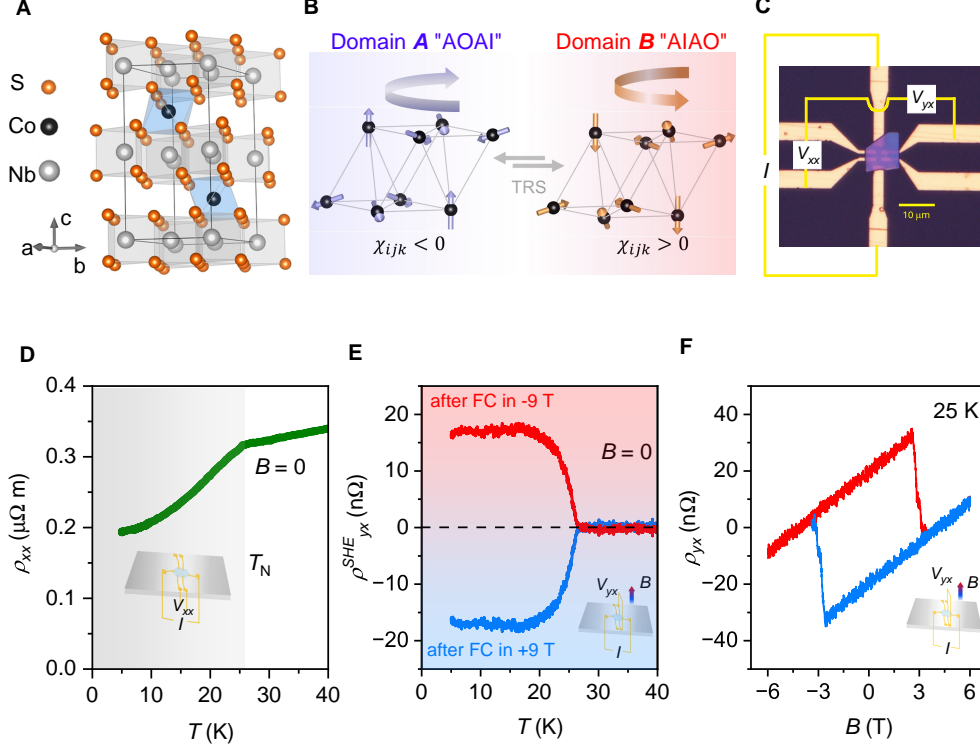 A
S
Co
Nb
c
a
b
B
Domain A "AOAI"
Domain B "AIAO"
TRS
χijk < 0
χijk > 0
C
Vyx
Vxx
I
10 μm
D
ρxx (μΩ m)
0.4
0.3
0.2
0.1
0.0
B = 0
TN
Vxx
I
0 10 20 30 40
T (K)
E
ρSHEyx (nΩ)
20
10
0
−10
−20
after FC in -9 T
B = 0
after FC in +9 T
Vyx
B
I
0 10 20 30 40
T (K)
F
ρyx (nΩ)
40
20
0
−20
−40
25 K
Vyx
B
I
−6 −3 0 3 6
B (T)